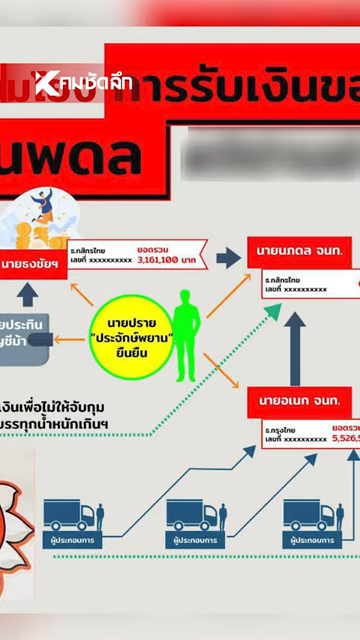 คมชัดลึก
การรับเงินขอ
นพดล
นายธงชัยฯ
ธ.กสิกรไทย
เลขที่ xxxxxxxxxx
ยอดรวม
3,161,100 บาท
นายนภดล จนท.
ธ.กสิกรไทย
เลขที่ xxxxxxxxxx
ยประทิน
ญชีม้า
นายปราย
"ประจักษ์พยาน"
ยืนยืน
นายอเนก จนท.
ธ.กรุงไทย
เลขที่ xxxxxxxxxx
ยอดรวม
5,526,5
เงินเพื่อไม่ให้จับกุม
บรรทุกน้ำหนักเกินฯ
ผู้ประกอบการ
ผู้ประกอบการ
ผู้ประกอบการ